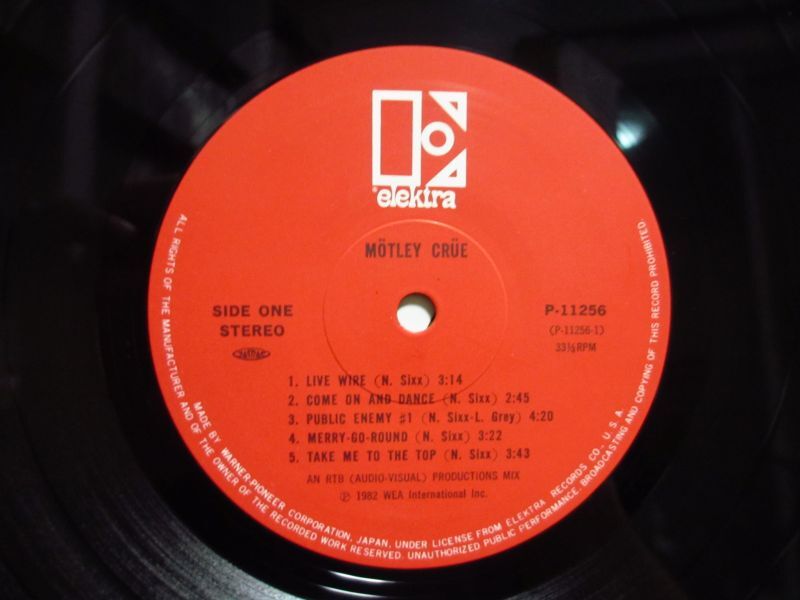 elektra
MÖTLEY CRÜE
SIDE ONE
STEREO
P-11256
(P-11256-1)
33⅓RPM
JASRAC
1. LIVE WIRE (N. Sixx) 3:14
2. COME ON AND DANCE (N. Sixx) 2:45
3. PUBLIC ENEMY ♯1 (N. Sixx-L. Grey) 4:20
4. MERRY-GO-ROUND (N. Sixx) 3:22
5. TAKE ME TO THE TOP (N. Sixx) 3:43
AN RTB (AUDIO-VISUAL) PRODUCTIONS MIX
℗ 1982 WEA International Inc.
MADE BY WARNER-PIONEER CORPORATION, JAPAN, UNDER LICENSE FROM ELEKTRA RECORDS CO., U.S.A.
ALL RIGHTS OF THE MANUFACTURER AND OF THE OWNER OF THE RECORDED WORK RESERVED. UNAUTHORIZED PUBLIC PERFORMANCE, BROADCASTING AND COPYING OF THIS RECORD PROHIBITED.